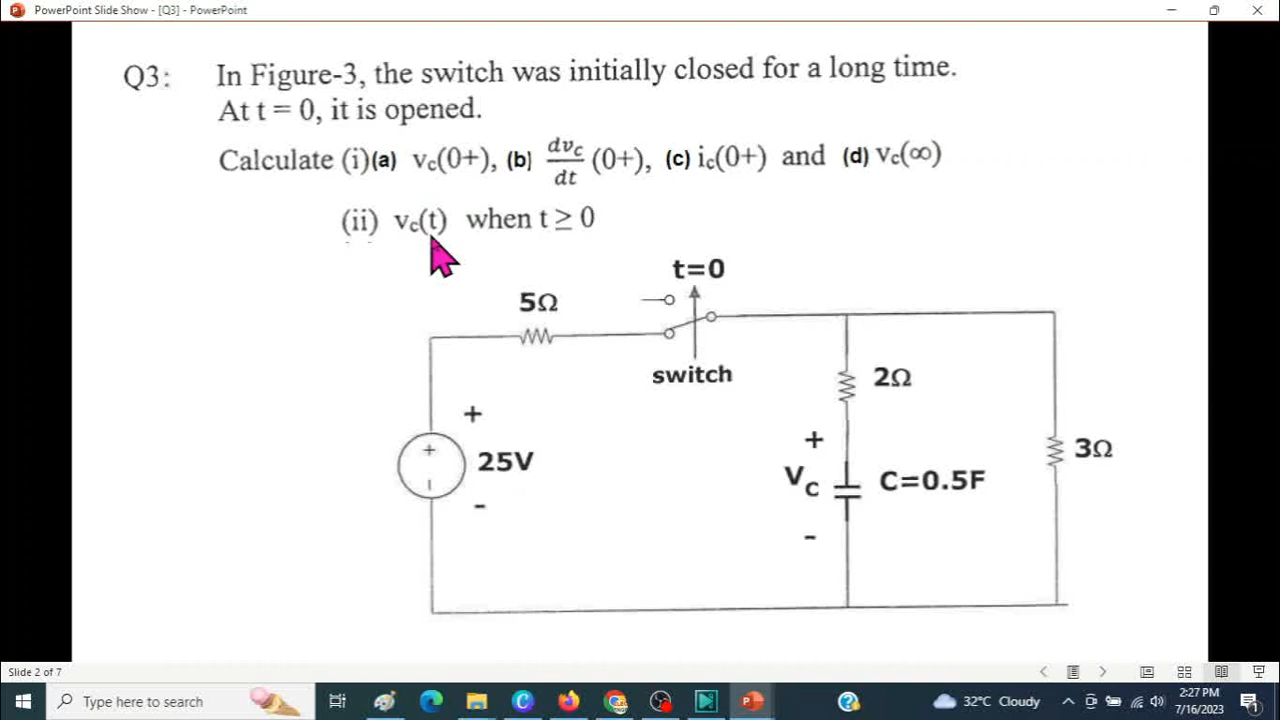 PowerPoint Slide Show - [Q3] - PowerPoint
Q3: In Figure-3, the switch was initially closed for a long time.
At t = 0, it is opened.
Calculate (i)(a) vc(0+), (b) dvc/dt (0+), (c) ic(0+) and (d) vc(∞)
(ii) vc(t) when t ≥ 0
t=0
5Ω
switch
2Ω
+
25V
-
+
-
+
Vc
-
C=0.5F
3Ω
Slide 2 of 7
Type here to search
32°C Cloudy
2:27 PM
7/16/2023
1